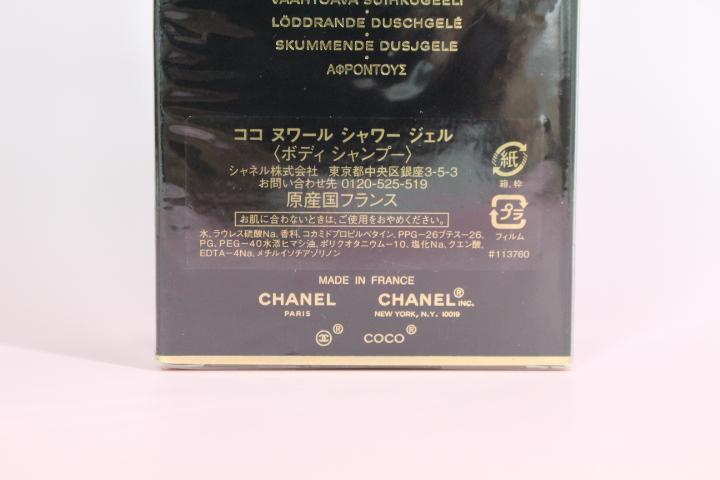 VAAHTOAVA SUIHKUGEELI
LÖDDRANDE DUSCHGELÉ
SKUMMENDE DUSJGELE
ΑΦΡΟΝΤΟΥΣ
ココ ヌワール シャワー ジェル
〈ボディ シャンプー〉
シャネル株式会社 東京都中央区銀座3-5-3
お問い合わせ先 0120-525-519
原産国フランス
お肌に合わないときは、ご使用をおやめください。
水、ラウレス硫酸Na、香料、コカミドプロピルベタイン、PPG-26ブテス-26、
PG、PEG-40水添ヒマシ油、ポリクオタニウム-10、塩化Na、クエン酸、
EDTA-4Na、メチルイソチアゾリノン
紙
箱、枠
プラ
フィルム
#113760
MADE IN FRANCE
CHANEL CHANEL® INC.
PARIS NEW YORK, N.Y. 10019
® COCO®